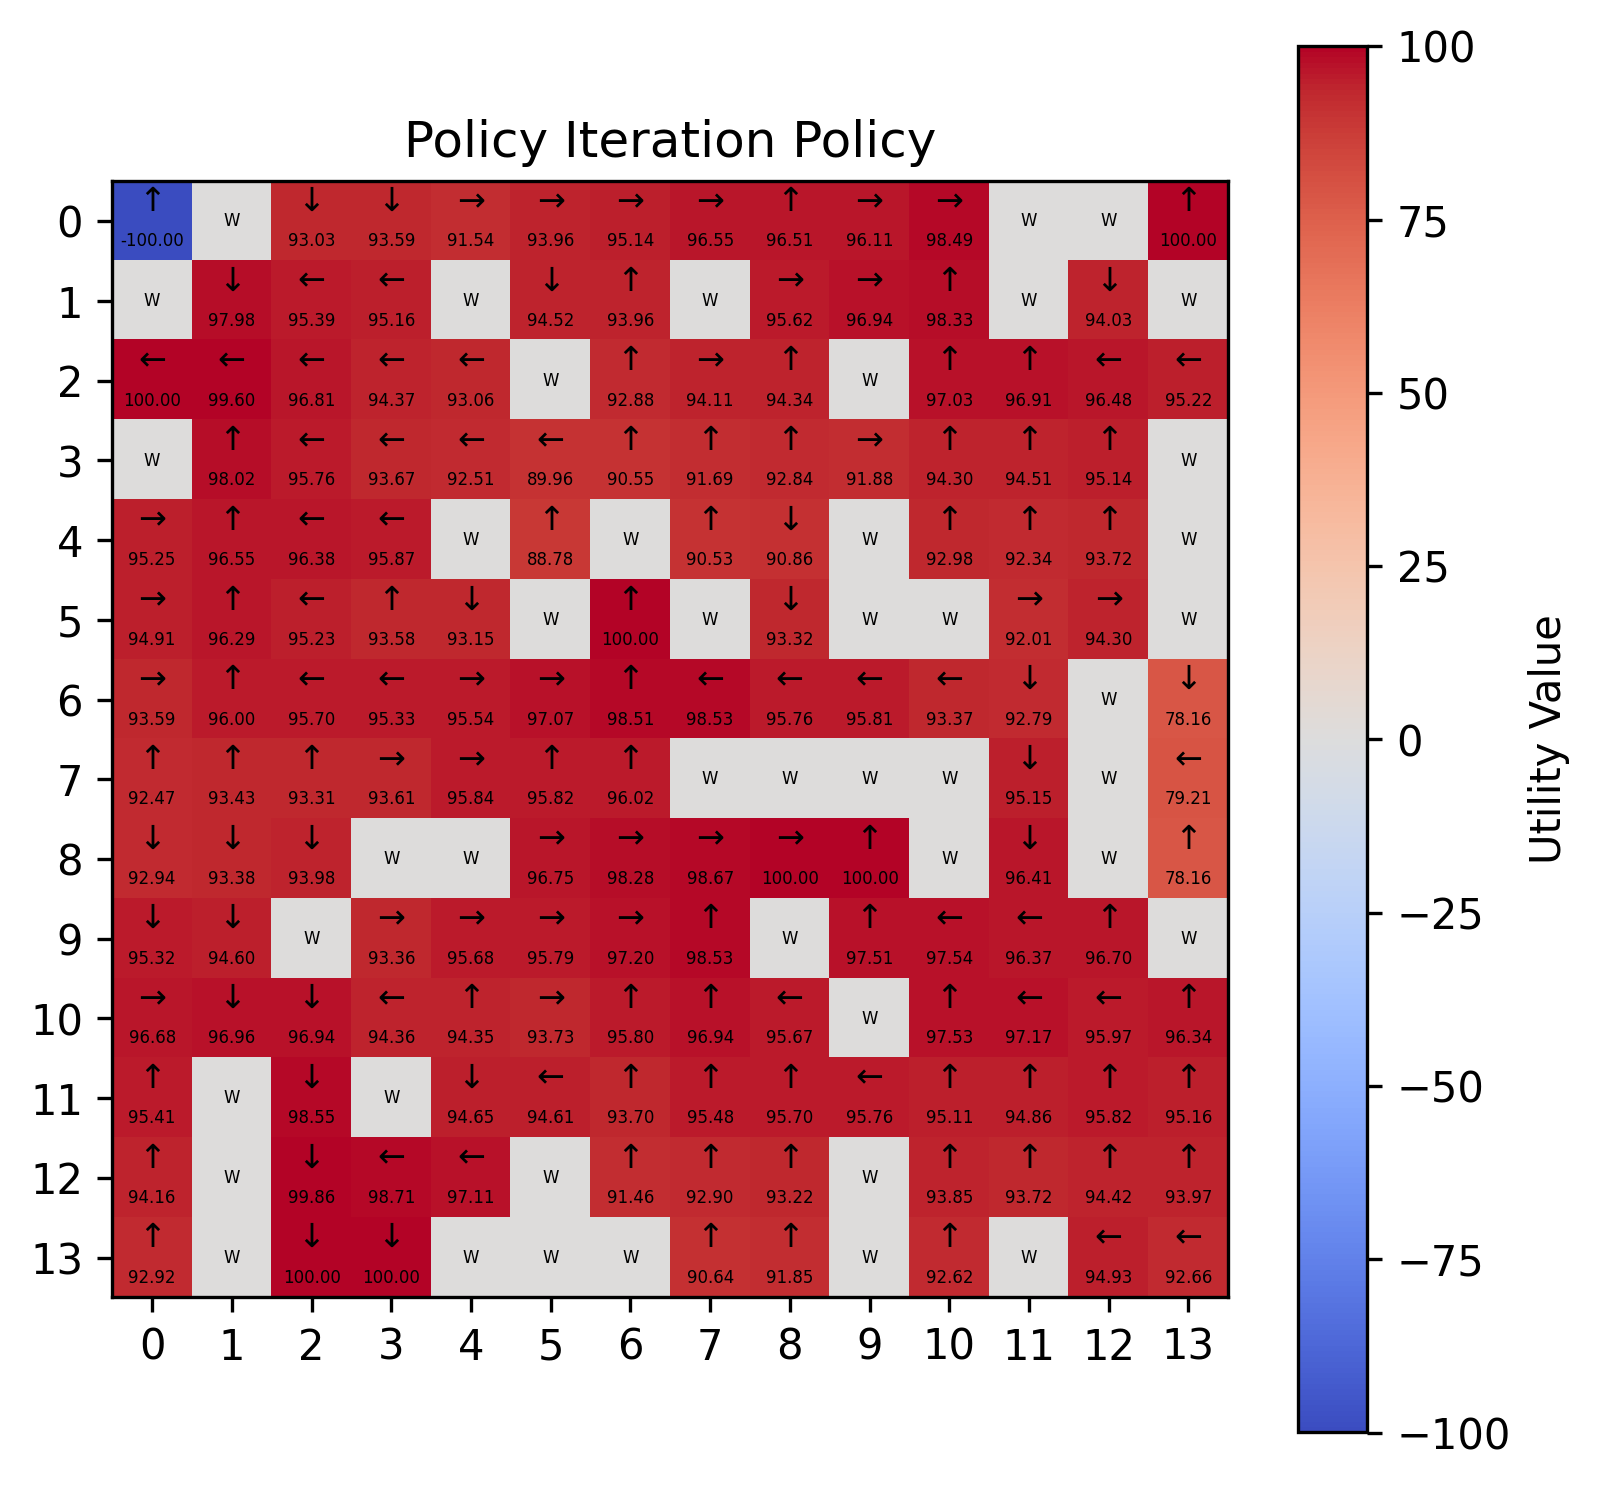 Policy Iteration Policy
100
75
50
25
0
−25
−50
−75
−100
Utility Value
0 ↑ W ↓ ↓ → → → → ↑ → → W W ↑
-100.00 93.03 93.59 91.54 93.96 95.14 96.55 96.51 96.11 98.49 100.00
1 W ↓ ← ← W ↓ ↑ W → → ↑ W ↓ W
97.98 95.39 95.16 94.52 93.96 95.62 96.94 98.33 94.03
2 ← ← ← ← ← W ↑ → ↑ W ↑ ↑ ← ←
100.00 99.60 96.81 94.37 93.06 92.88 94.11 94.34 97.03 96.91 96.48 95.22
3 W ↑ ← ← ← ← ↑ ↑ ↑ → ↑ ↑ ↑ W
98.02 95.76 93.67 92.51 89.96 90.55 91.69 92.84 91.88 94.30 94.51 95.14
4 → ↑ ← ← W ↑ W ↑ ↓ W ↑ ↑ ↑ W
95.25 96.55 96.38 95.87 88.78 90.53 90.86 92.98 92.34 93.72
5 → ↑ ← ↑ ↓ W ↑ W ↓ W W → → W
94.91 96.29 95.23 93.58 93.15 100.00 93.32 92.01 94.30
6 → ↑ ← ← → → ↑ ← ← ← ← ↓ W ↓
93.59 96.00 95.70 95.33 95.54 97.07 98.51 98.53 95.76 95.81 93.37 92.79 78.16
7 ↑ ↑ ↑ → → ↑ ↑ W W W W ↓ W ←
92.47 93.43 93.31 93.61 95.84 95.82 96.02 95.15 79.21
8 ↓ ↓ ↓ W W → → → → ↑ W ↓ W ↑
92.94 93.38 93.98 96.75 98.28 98.67 100.00 100.00 96.41 78.16
9 ↓ ↓ W → → → → ↑ W ↑ ← ← ↑ W
95.32 94.60 93.36 95.68 95.79 97.20 98.53 97.51 97.54 96.37 96.70
10 → ↓ ↓ ← ↑ → ↑ ↑ ← W ↑ ← ← ↑
96.68 96.96 96.94 94.36 94.35 93.73 95.80 96.94 95.67 97.53 97.17 95.97 96.34
11 ↑ W ↓ W ↓ ← ↑ ↑ ↑ ← ↑ ↑ ↑ ↑
95.41 98.55 94.65 94.61 93.70 95.48 95.70 95.76 95.11 94.86 95.82 95.16
12 ↑ W ↓ ← ← W ↑ ↑ ↑ W ↑ ↑ ↑ ↑
94.16 99.86 98.71 97.11 91.46 92.90 93.22 93.85 93.72 94.42 93.97
13 ↑ W ↓ ↓ W W W ↑ ↑ W ↑ W ← ←
92.92 100.00 100.00 90.64 91.85 92.62 94.93 92.66
0 1 2 3 4 5 6 7 8 9 10 11 12 13